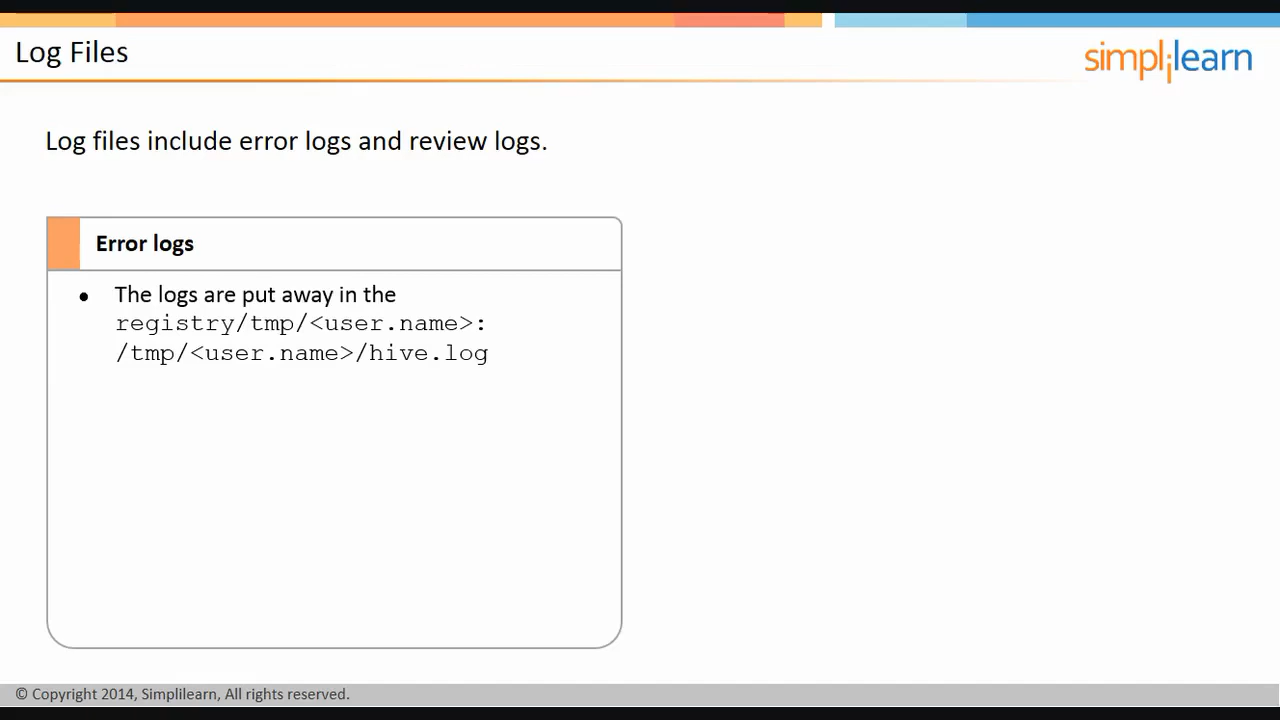 Log Files
simplilearn
Log files include error logs and review logs.
Error logs
• The logs are put away in the
registry/tmp/<user.name>:
/tmp/<user.name>/hive.log
© Copyright 2014, Simplilearn, All rights reserved.